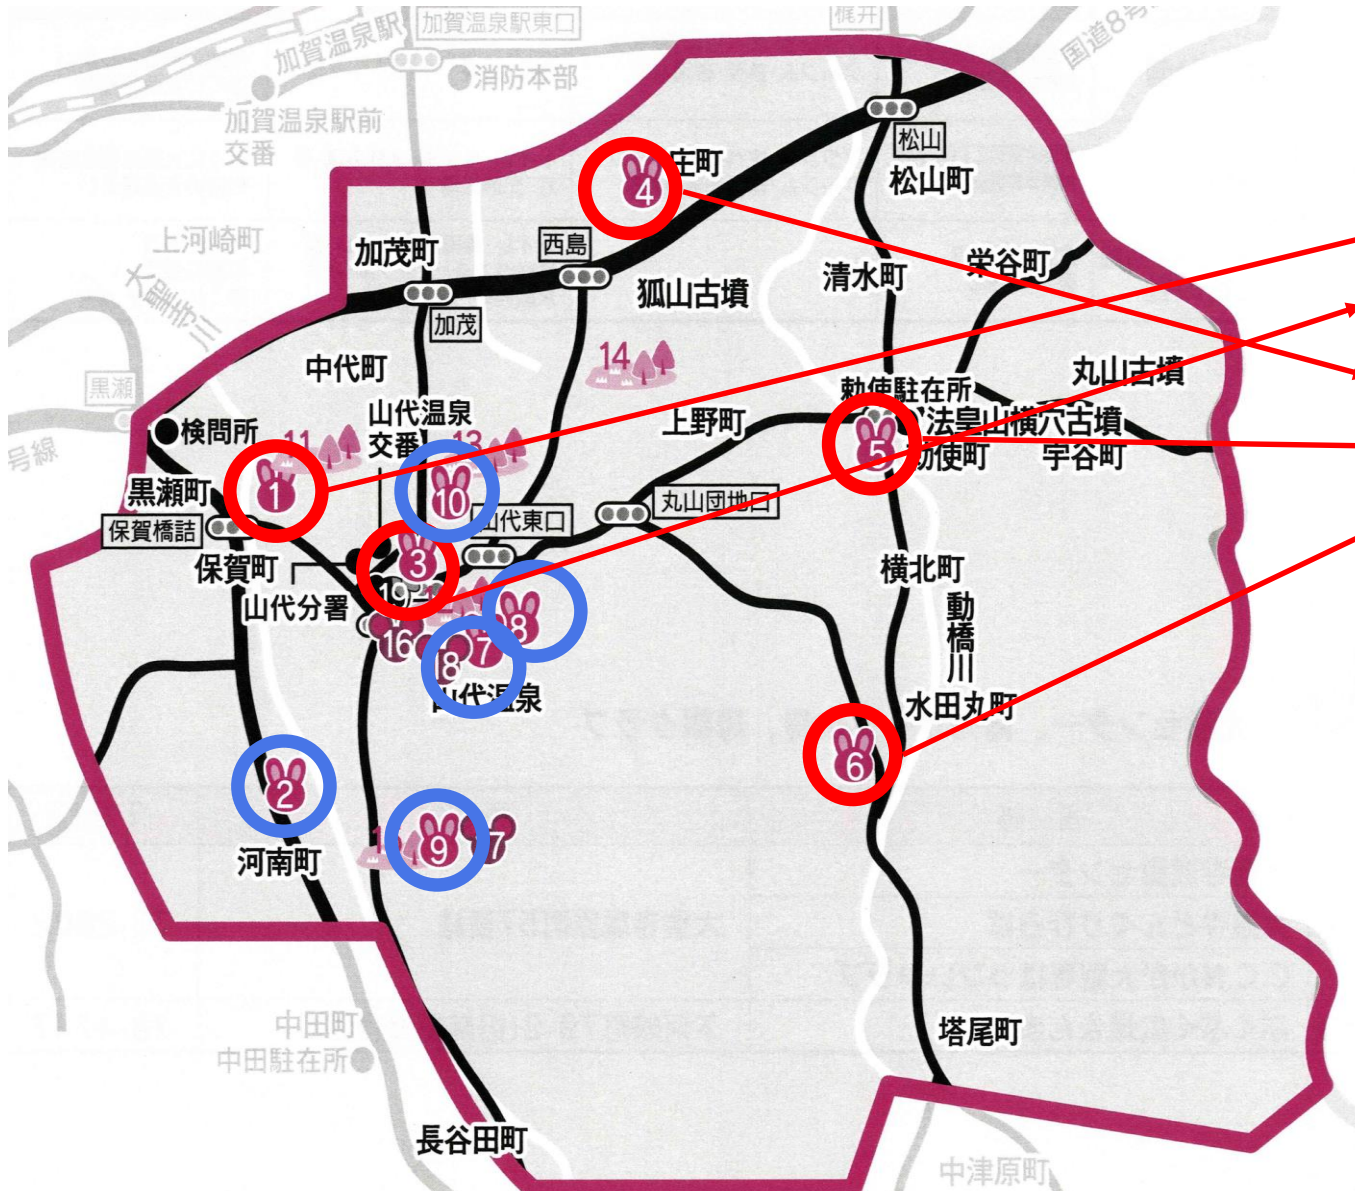 加賀温泉駅東口
梶井
加賀温泉駅
国道8号
消防本部
加賀温泉駅前
交番
松山
4
庄町
松山町
上河崎町
加茂町
西島
栄谷町
清水町
狐山古墳
大聖寺川
加茂
14
中代町
丸山古墳
黒瀬
勅使駐在所
山代温泉
交番
上野町
法皇山横穴古墳
検問所
11
13
5
勅使町
宇谷町
号線
1
黒瀬町
10
丸山団地口
保賀橋詰
山代東口
3
保賀町
横北町
19
山代分署
動橋川
8
16
7
18
山代温泉
水田丸町
6
2
9
17
河南町
中田町
中田駐在所
塔尾町
長谷田町
中津原町